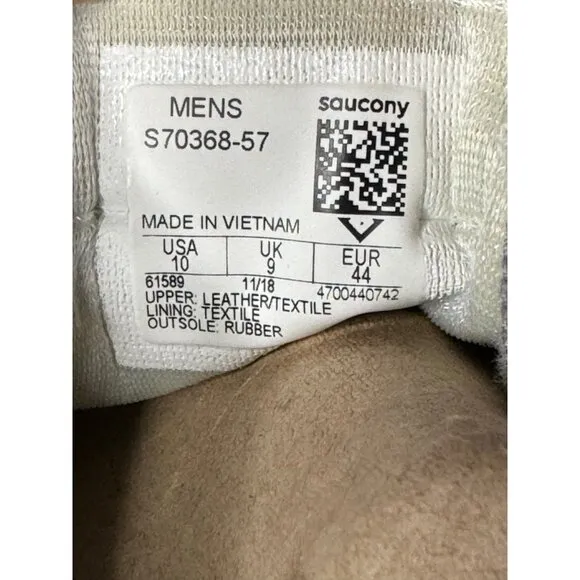 MENS
saucony
S70368-57
MADE IN VIETNAM
USA UK EUR
10 9 44
61589 11/18 4700440742
UPPER: LEATHER/TEXTILE
LINING: TEXTILE
OUTSOLE: RUBBER